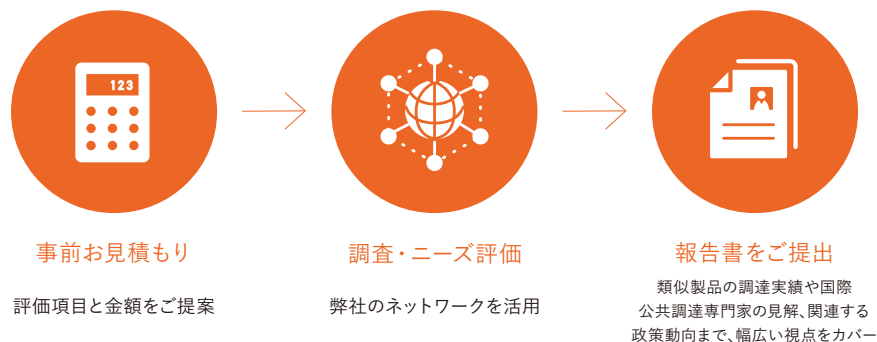 123
事前お見積もり
評価項目と金額をご提案
調査・ニーズ評価
弊社のネットワークを活用
報告書をご提出
類似製品の調達実績や国際
公共調達専門家の見解、関連する
政策動向まで、幅広い視点をカバー